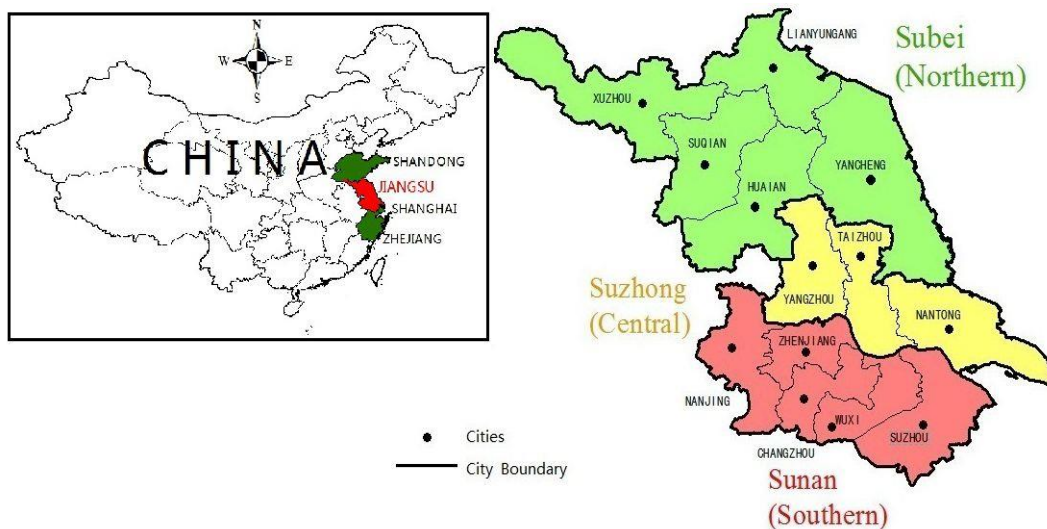 N
W
E
S
CHINA
SHANDONG
JIANGSU
SHANGHAI
ZHEJIANG
Cities
City Boundary
LIANYUNGANG
Subei
(Northern)
XUZHOU
SUQIAN
YANCHENG
HUAIAN
TAIZHOU
Suzhong
(Central)
YANGZHOU
NANTONG
ZHENJIANG
NANJING
WUXI
SUZHOU
CHANGZHOU
Sunan
(Southern)